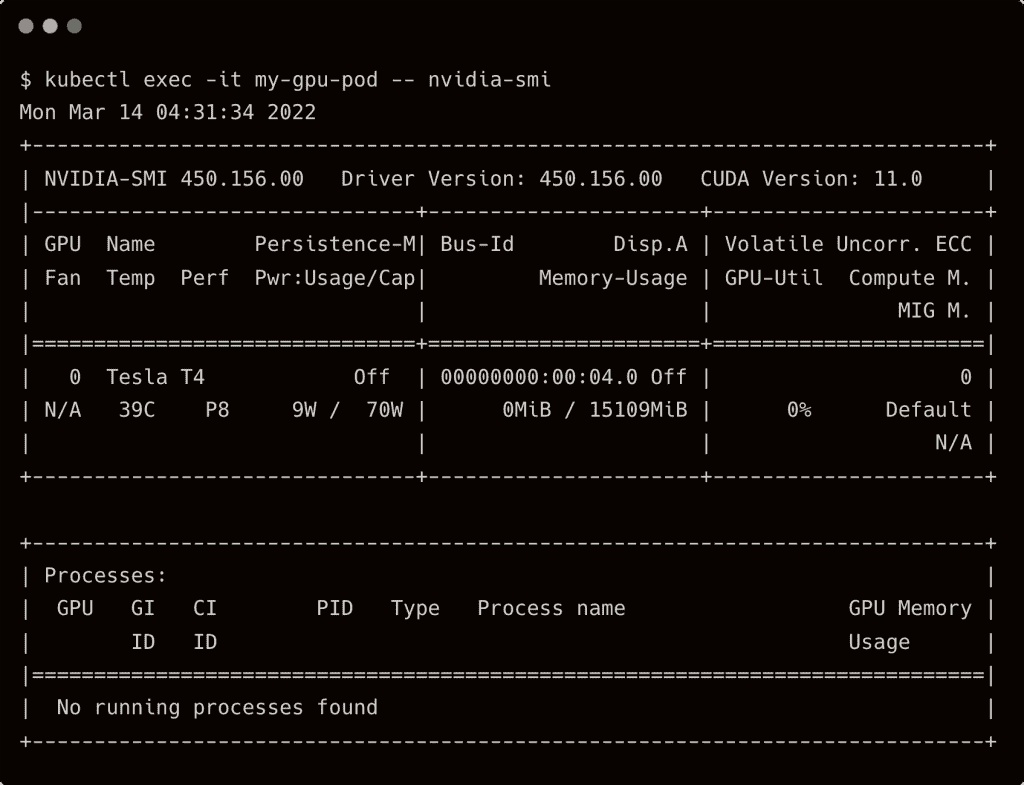 $ kubectl exec -it my-gpu-pod -- nvidia-smi
Mon Mar 14 04:31:34 2022
+-----------------------------------------------------------------------------+
| NVIDIA-SMI 450.156.00   Driver Version: 450.156.00   CUDA Version: 11.0     |
|-------------------------------+----------------------+----------------------+
| GPU  Name        Persistence-M| Bus-Id        Disp.A | Volatile Uncorr. ECC |
| Fan  Temp  Perf  Pwr:Usage/Cap|         Memory-Usage | GPU-Util  Compute M. |
|                               |                      |               MIG M. |
|===============================+======================+======================|
|   0  Tesla T4            Off  | 00000000:00:04.0 Off |                    0 |
| N/A   39C    P8     9W /  70W |      0MiB / 15109MiB |      0%      Default |
|                               |                      |                  N/A |
+-------------------------------+----------------------+----------------------+

+-----------------------------------------------------------------------------+
| Processes:                                                                  |
|  GPU   GI   CI        PID   Type   Process name                  GPU Memory |
|        ID   ID                                                   Usage      |
|=============================================================================|
|  No running processes found                                                 |
+-----------------------------------------------------------------------------+